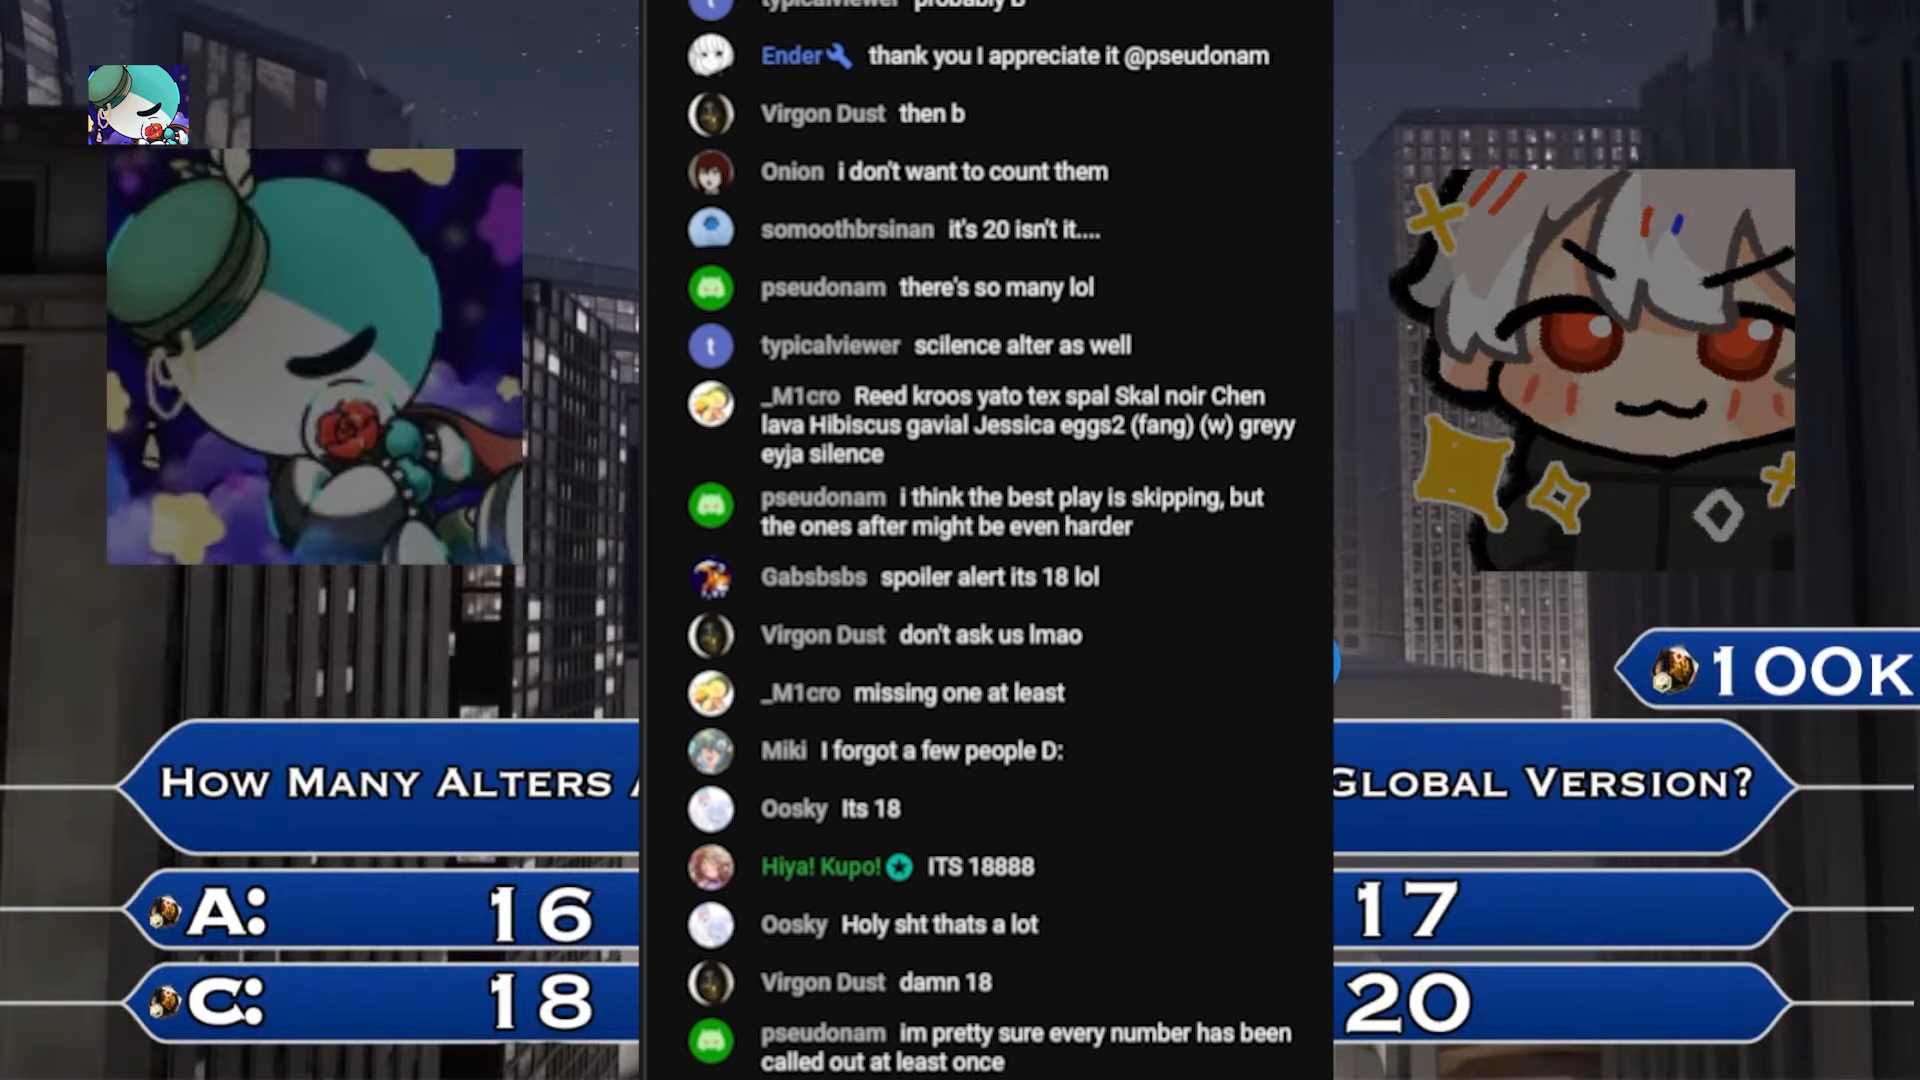 typicalviewer probably B
Ender thank you I appreciate it @pseudonam
Virgon Dust then b
Onion i don't want to count them
somoothbrsinan it's 20 isn't it....
pseudonam there's so many lol
t typicalviewer scilence alter as well
_M1cro Reed kroos yato tex spal Skal noir Chen
lava Hibiscus gavial Jessica eggs2 (fang) (w) greyy
eyja silence
pseudonam i think the best play is skipping, but
the ones after might be even harder
Gabsbsbs spoiler alert its 18 lol
Virgon Dust don't ask us lmao
_M1cro missing one at least
Miki I forgot a few people D:
Oosky Its 18
Hiya! Kupo! ITS 18888
Oosky Holy sht thats a lot
Virgon Dust damn 18
pseudonam im pretty sure every number has been
called out at least once
100K
How Many Alters Global Version?
A: 16
17
C: 18
20